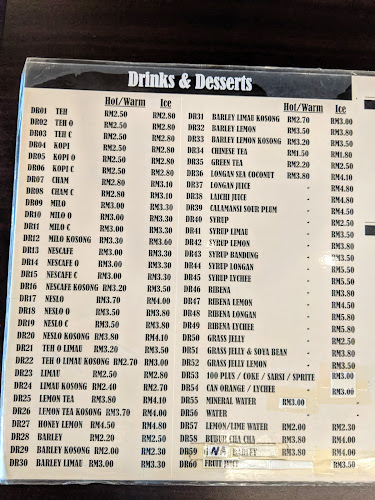 Drinks & Desserts
Hot/Warm Ice
DR01 TEH RM2.50 RM2.80
DR02 TEH O RM2.50 RM2.50
DR03 TEH C RM2.50 RM2.80
DR04 KOPI RM2.50 RM2.80
DR05 KOPI O RM2.50 RM2.50
DR06 KOPI C RM2.50 RM2.80
DR07 CHAM RM2.80 RM3.10
DR08 CHAM C RM2.80 RM3.10
DR09 MILO RM3.00 RM3.30
DR10 MILO O RM3.00 RM3.30
DR11 MILO C RM3.00 RM3.30
DR12 MILO KOSONG RM3.30 RM3.60
DR13 NESCAFE RM3.00 RM3.30
DR14 NESCAFE O RM3.00 RM3.30
DR15 NESCAFE C RM3.00 RM3.30
DR16 NESCAFE KOSONG RM3.20 RM3.50
DR17 NESLO RM3.70 RM4.00
DR18 NESLO O RM3.50 RM3.80
DR19 NESLO C RM3.50 RM3.80
DR20 NESLO KOSONG RM3.80 RM4.20
DR21 TEH O LIMAU RM3.20 RM3.50
DR22 TEH O LIMAU KOSONG RM2.70 RM3.00
DR23 LIMAU RM2.50 RM2.80
DR24 LIMAU KOSONG RM2.40 RM2.70
DR25 LEMON TEA RM3.50 RM3.80
DR26 LEMON TEA KOSONG RM3.70 RM4.00
DR27 HONEY LEMON RM4.50 RM4.80
DR28 BARLEY RM2.20 RM2.50
DR29 BARLEY KOSONG RM2.50 RM2.70
DR30 BARLEY LIMAU RM3.00 RM3.30
Hot/Warm Ice
DR31 BARLEY LIMAU KOSONG RM2.70 RM3.00
DR32 BARLEY LEMON RM3.50
DR33 BARLEY LEMON KOSONG RM3.20
DR34 CHINESE TEA RM1.50 RM1.80
DR35 GREEN TEA RM2.20 RM2.50
DR36 LONGAN SEA COCONUT RM3.80
DR37 LONGAN JUICE - RM4.80
DR38 LAICHI JUICE - RM4.80
DR39 CALAMANSI SOUR PLUM - RM3.50
DR40 SYRUP - RM2.50
DR41 SYRUP LIMAU - RM3.50
DR42 SYRUP LEMON - RM3.80
DR43 SYRUP BANDUNG - RM3.50
DR44 SYRUP LONGAN - RM4.50
DR45 SYRUP LYCHEE - RM5.50
DR46 RIBENA - RM2.80
DR47 RIBENA LEMON - RM4.50
DR48 RIBENA LONGAN - RM5.50
DR49 RIBENA LYCHEE - RM5.80
DR50 GRASS JELLY - RM2.50
DR51 GRASS JELLY & SOYA BEAN - RM3.80
DR52 GRASS JELLY LEMON - RM3.50
DR53 100 PLUS / COKE / SARSI / SPRITE RM3.00
DR54 CAN ORANGE / LYCHEE - RM3.00
DR55 MINERAL WATER RM3.00
DR56 WATER
DR57 LEMON/LIME WATER RM2.00 RM2.30
DR58 BUBUR CHA CHA RM3.80 RM4.00
DR59 NA BARLEY RM3.80 RM4.50
DR60 FRUIT JUICE RM3.50